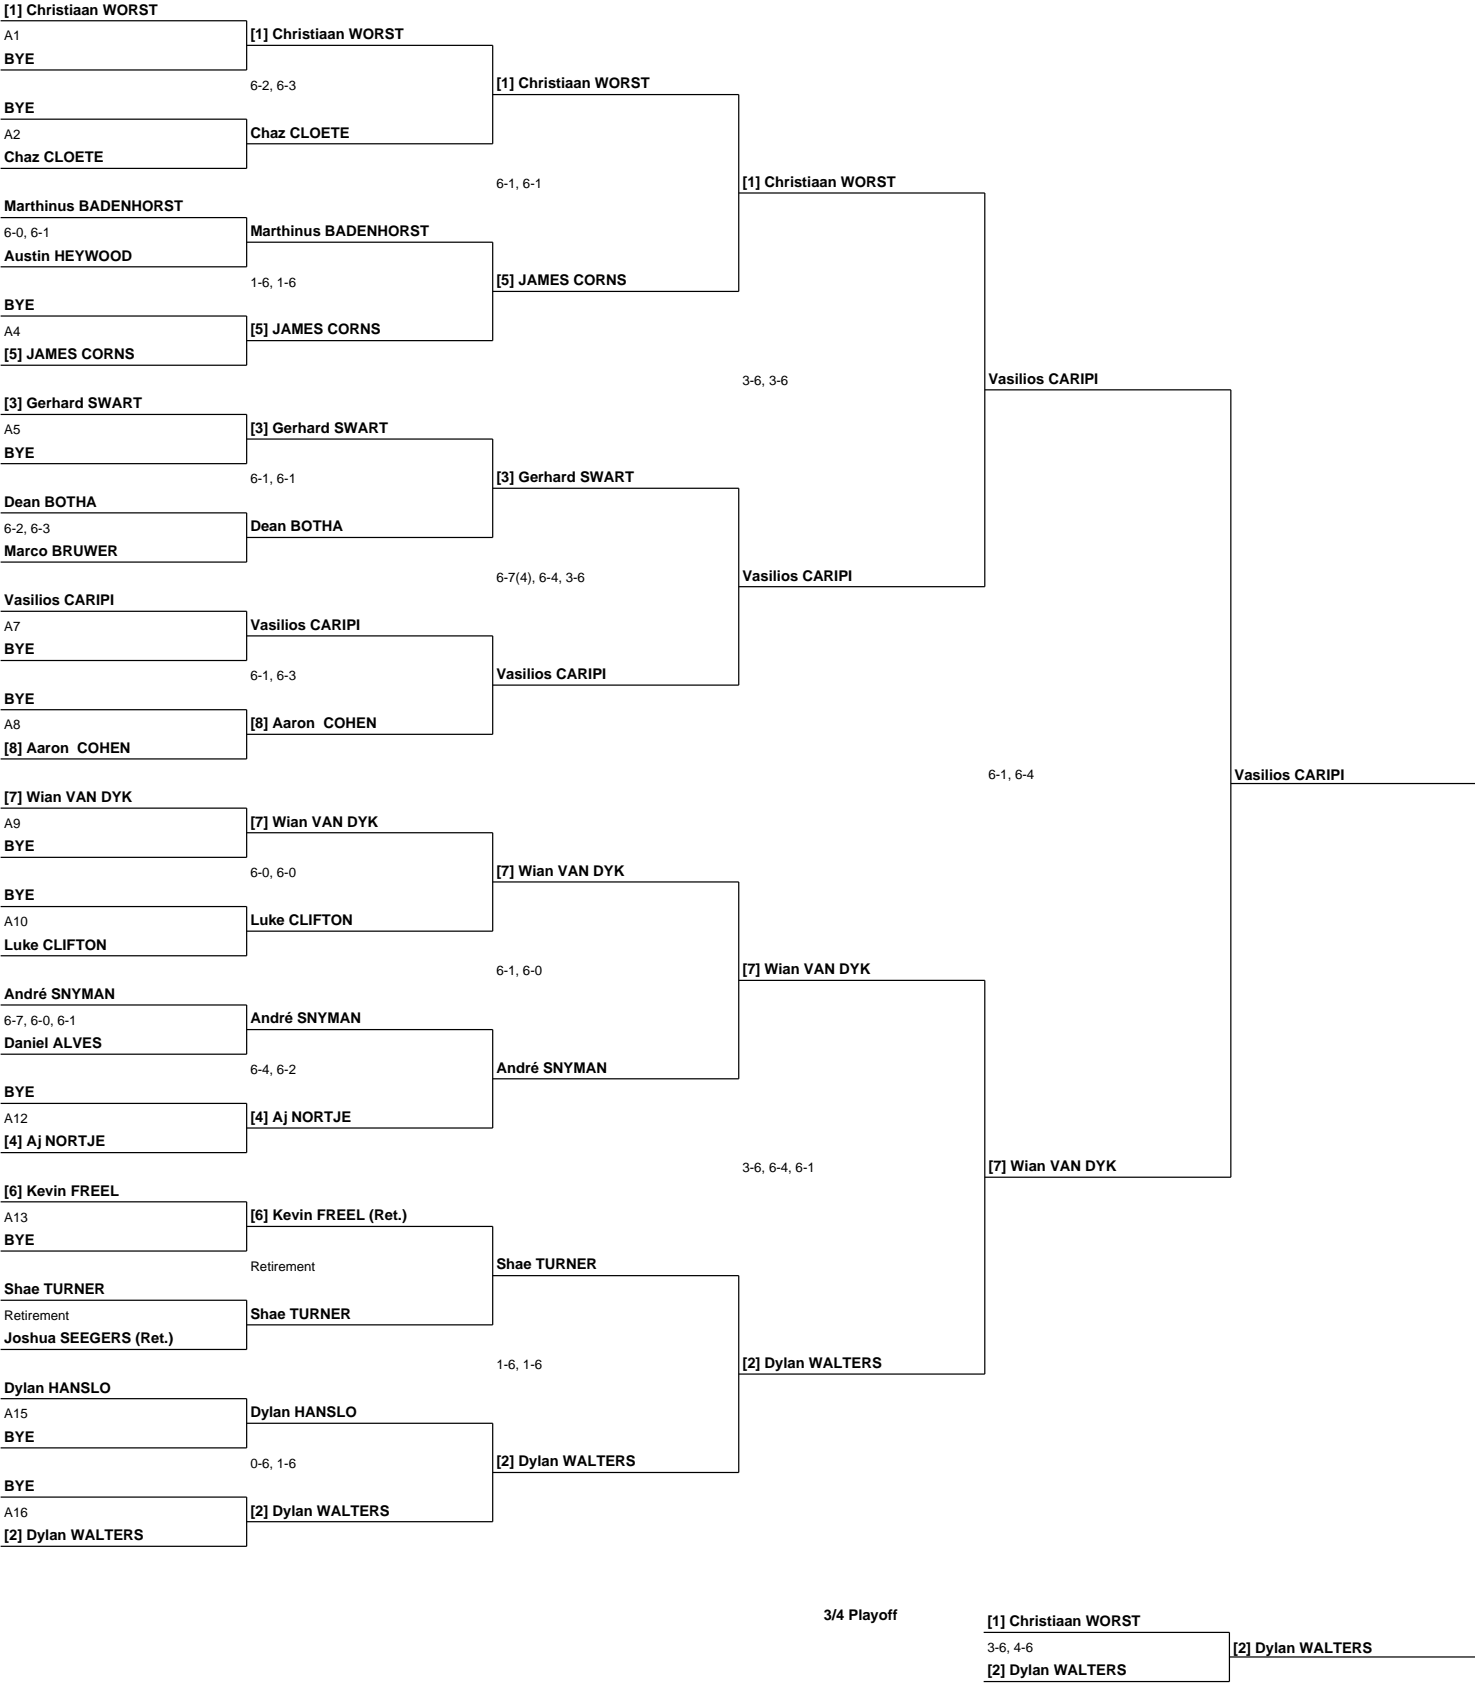 [1] Christiaan WORST
A1
BYE
BYE
A2
Chaz CLOETE
Marthinus BADENHORST
6-0, 6-1
Austin HEYWOOD
BYE
A4
[5] JAMES CORNS
[3] Gerhard SWART
A5
BYE
Dean BOTHA
6-2, 6-3
Marco BRUWER
Vasilios CARIPI
A7
BYE
BYE
A8
[8] Aaron  COHEN
[7] Wian VAN DYK
A9
BYE
BYE
A10
Luke CLIFTON
André SNYMAN
6-7, 6-0, 6-1
Daniel ALVES
BYE
A12
[4] Aj NORTJE
[6] Kevin FREEL
A13
BYE
Shae TURNER
Retirement
Joshua SEEGERS (Ret.)
Dylan HANSLO
A15
BYE
BYE
A16
[2] Dylan WALTERS
[1] Christiaan WORST
6-2, 6-3
Chaz CLOETE
Marthinus BADENHORST
1-6, 1-6
[5] JAMES CORNS
[3] Gerhard SWART
6-1, 6-1
Dean BOTHA
Vasilios CARIPI
6-1, 6-3
[8] Aaron  COHEN
[7] Wian VAN DYK
6-0, 6-0
Luke CLIFTON
André SNYMAN
6-4, 6-2
[4] Aj NORTJE
[6] Kevin FREEL (Ret.)
Retirement
Shae TURNER
Dylan HANSLO
0-6, 1-6
[2] Dylan WALTERS
[1] Christiaan WORST
6-1, 6-1
[5] JAMES CORNS
[3] Gerhard SWART
6-7(4), 6-4, 3-6
Vasilios CARIPI
[7] Wian VAN DYK
6-1, 6-0
André SNYMAN
Shae TURNER
1-6, 1-6
[2] Dylan WALTERS
[1] Christiaan WORST
3-6, 3-6
Vasilios CARIPI
[7] Wian VAN DYK
3-6, 6-4, 6-1
[2] Dylan WALTERS
Vasilios CARIPI
6-1, 6-4
[7] Wian VAN DYK
Vasilios CARIPI
3/4 Playoff
[1] Christiaan WORST
3-6, 4-6
[2] Dylan WALTERS
[2] Dylan WALTERS